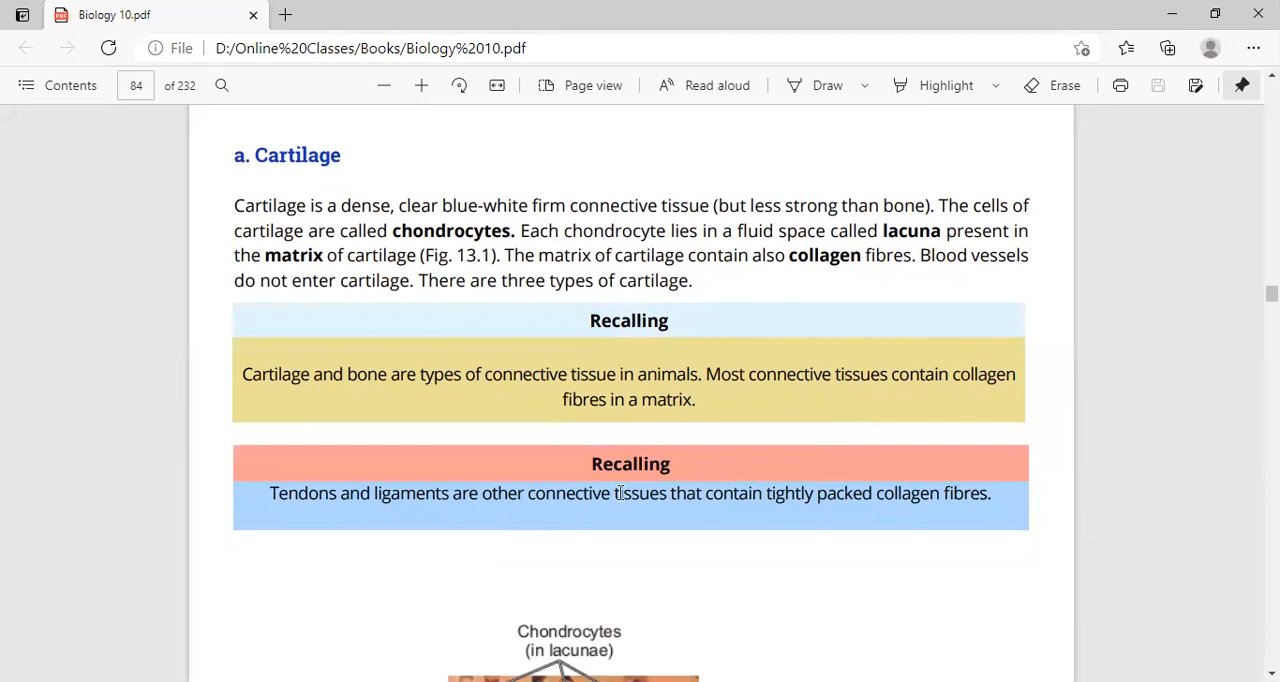 Biology 10.pdf
File D:/Online%20Classes/Books/Biology%2010.pdf
Contents 84 of 232 Page view Read aloud Draw Highlight Erase
a. Cartilage
Cartilage is a dense, clear blue-white firm connective tissue (but less strong than bone). The cells of
cartilage are called chondrocytes. Each chondrocyte lies in a fluid space called lacuna present in
the matrix of cartilage (Fig. 13.1). The matrix of cartilage contain also collagen fibres. Blood vessels
do not enter cartilage. There are three types of cartilage.
Recalling
Cartilage and bone are types of connective tissue in animals. Most connective tissues contain collagen
fibres in a matrix.
Recalling
Tendons and ligaments are other connective tissues that contain tightly packed collagen fibres.
Chondrocytes
(in lacunae)